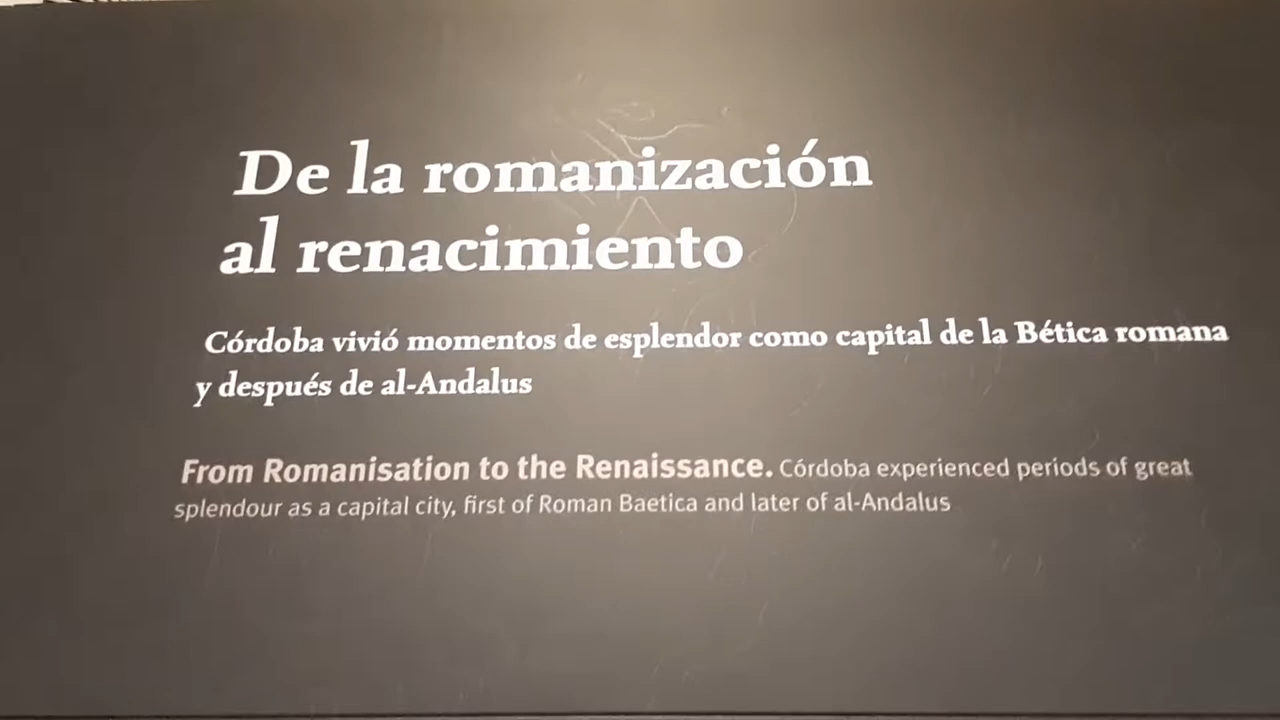 De la romanización
al renacimiento
Córdoba vivió momentos de esplendor como capital de la Bética romana
y después de al-Andalus
From Romanisation to the Renaissance. Córdoba experienced periods of great
splendour as a capital city, first of Roman Baetica and later of al-Andalus